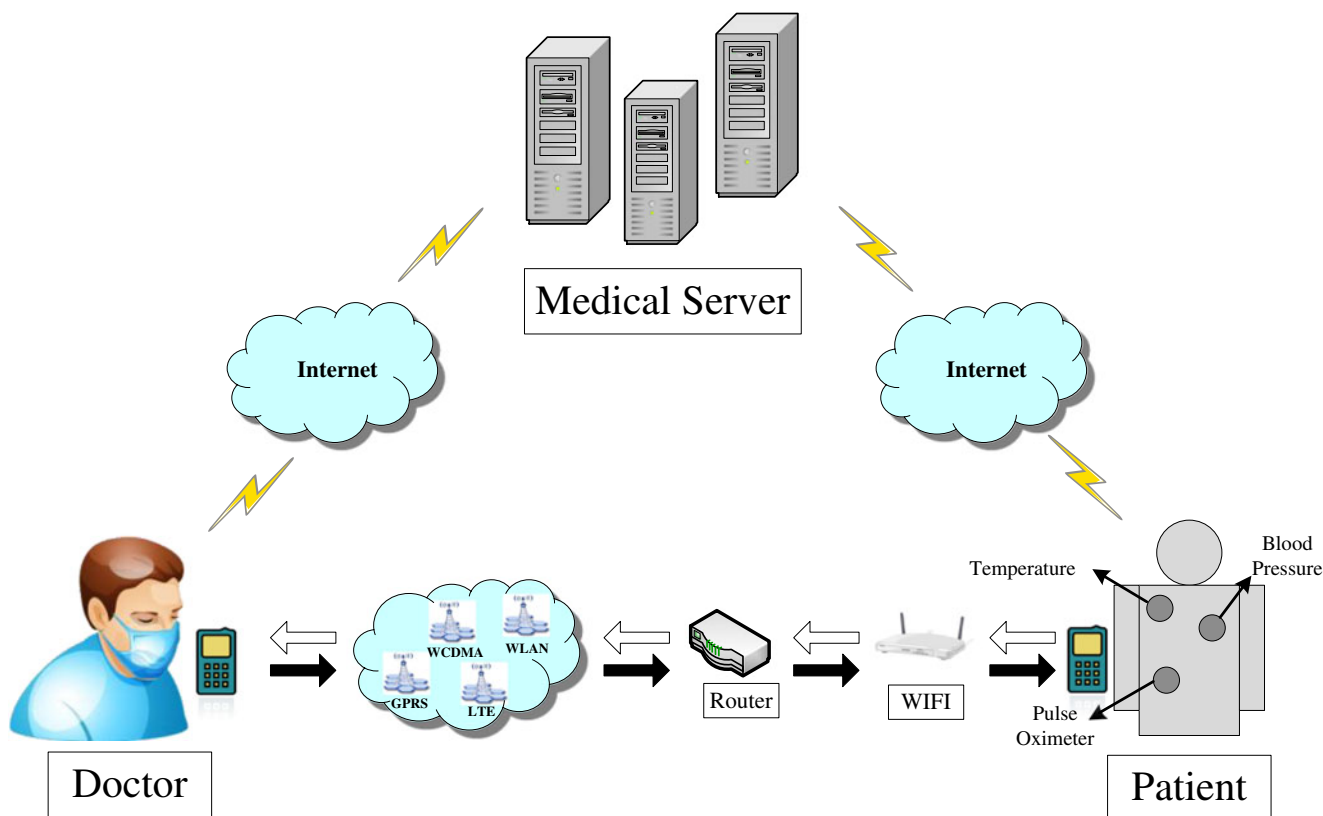 Medical Server
Internet
Internet
Temperature
Blood
Pressure
WCDMA
WLAN
GPRS
LTE
Router
WIFI
Pulse
Oximeter
Doctor
Patient